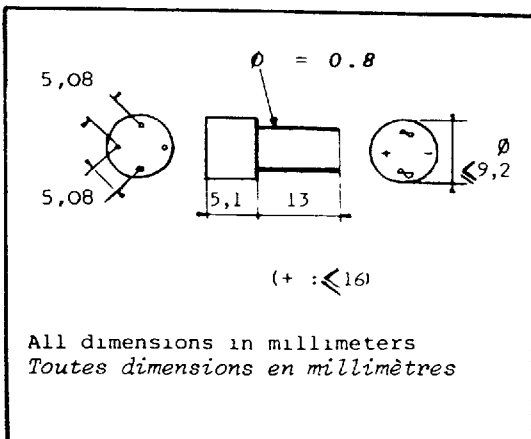 Ø = 0.8
5,08
5,08
+ -
Ø
≤9,2
5,1 13
(+ :≤16)
All dimensions in millimeters
Toutes dimensions en millimètres